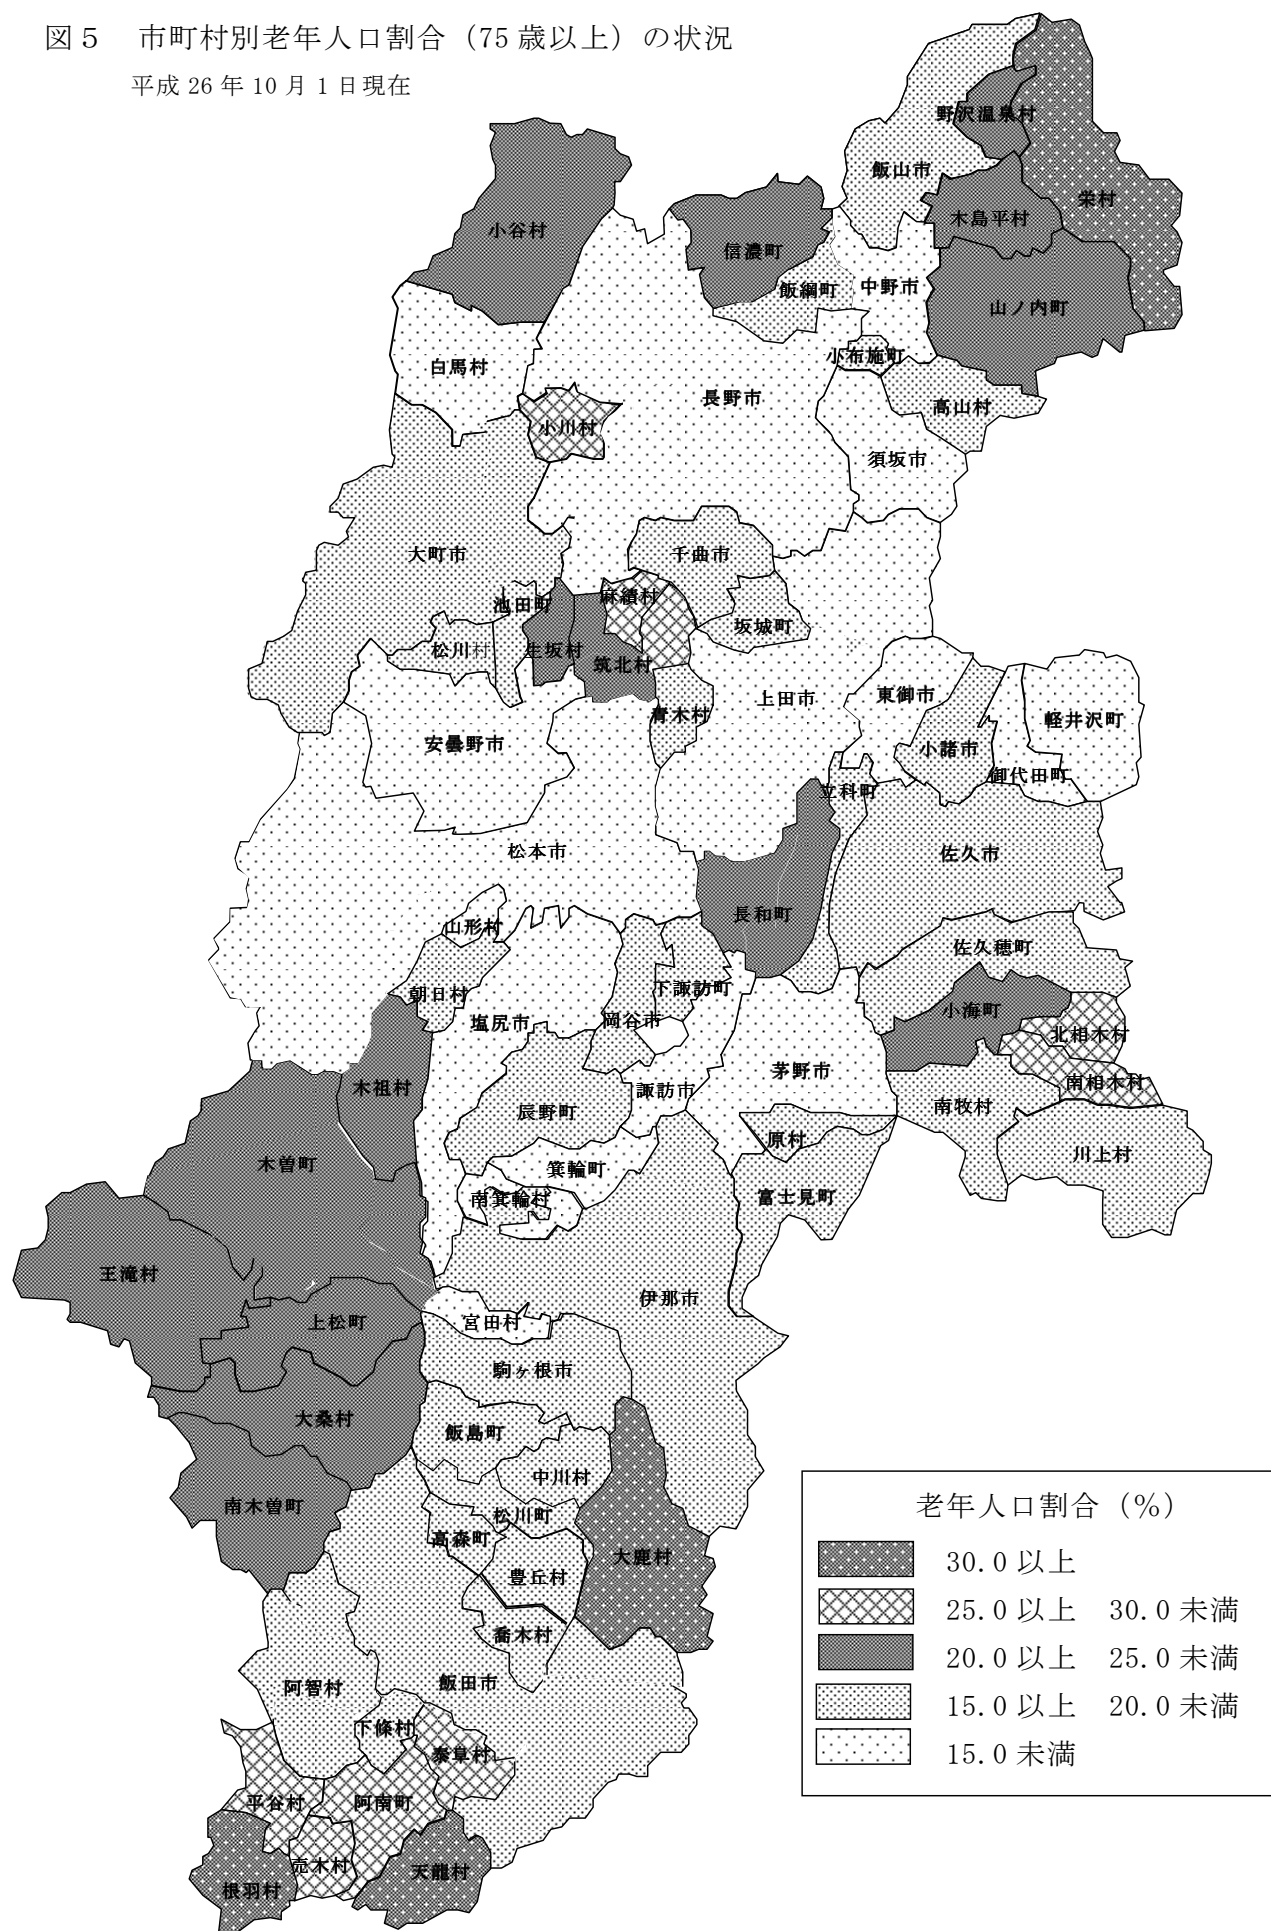 図5 市町村別老年人口割合（75歳以上）の状況
平成26年10月1日現在
野沢温泉村
飯山市
栄村
木島平村
小谷村
信濃町
飯綱町
中野市
山ノ内町
小布施町
白馬村
長野市
高山村
小川村
須坂市
大町市
千曲市
麻績村
池田町
坂城町
松川村
生坂村
筑北村
上田市
東御市
青木村
軽井沢町
安曇野市
小諸市
御代田町
立科町
松本市
佐久市
長和町
山形村
佐久穂町
下諏訪町
朝日村
小海町
塩尻市
岡谷市
北相木村
茅野市
木祖村
諏訪市
南相木村
辰野町
南牧村
原村
川上村
木曽町
箕輪町
南箕輪村
富士見町
王滝村
伊那市
上松町
宮田村
駒ヶ根市
大桑村
飯島町
中川村
南木曽町
松川町
高森町
大鹿村
豊丘村
喬木村
飯田市
阿智村
下條村
泰阜村
平谷村
阿南町
売木村
天龍村
根羽村
老年人口割合（%）
30.0以上
25.0以上 30.0未満
20.0以上 25.0未満
15.0以上 20.0未満
15.0未満